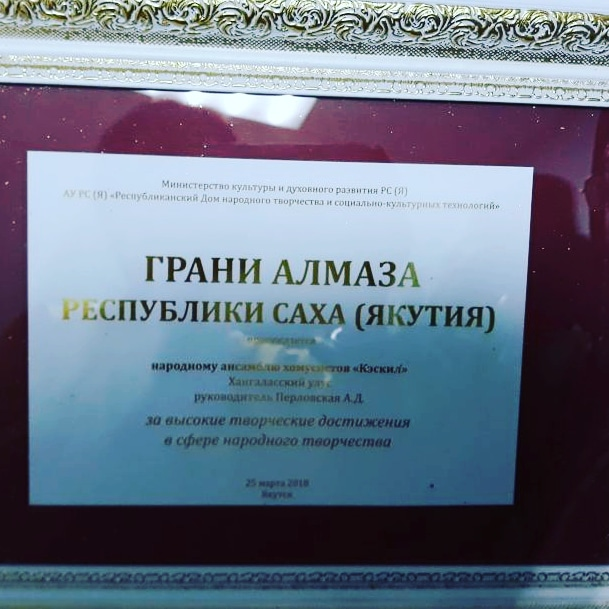 Министерство культуры и духовного развития РС (Я)
АУ РС (Я) «Республиканский Дом народного творчества и социально-культурных технологий»
ГРАНИ АЛМАЗА
РЕСПУБЛИКИ САХА (ЯКУТИЯ)
присуждается
народному ансамблю хомусистов «Кэскил»
Хангаласский улус
руководитель Перловская А.Д.
за высокие творческие достижения
в сфере народного творчества
25 марта 2018
Якутск